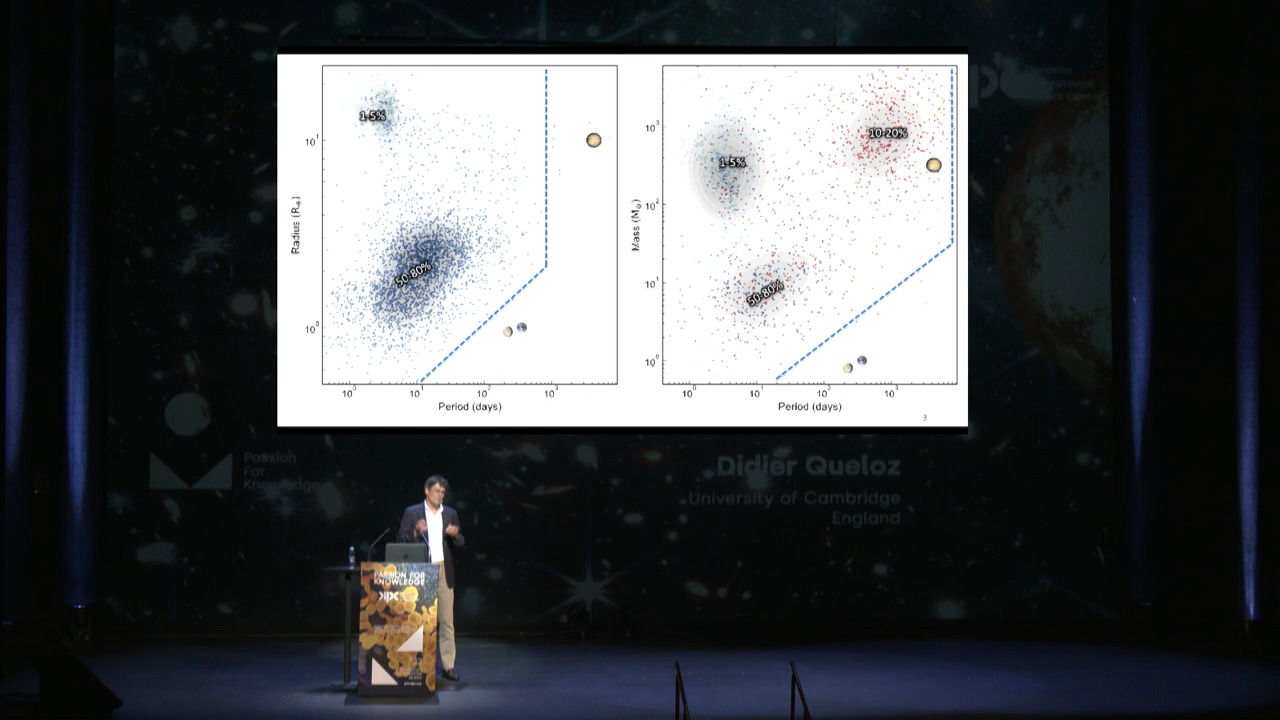 1-5%
50-80%
10¹
10⁰
Radius (R⊕)
10⁰ 10¹ 10² 10³
Period (days)
1-5%
10-20%
50-80%
10³
10²
10¹
10⁰
Mass (M⊕)
10⁰ 10¹ 10² 10³
Period (days)
3
Passion
For
Knowledge
Didier Queloz
University of Cambridge
England
PASSION FOR
KNOWLEDGE